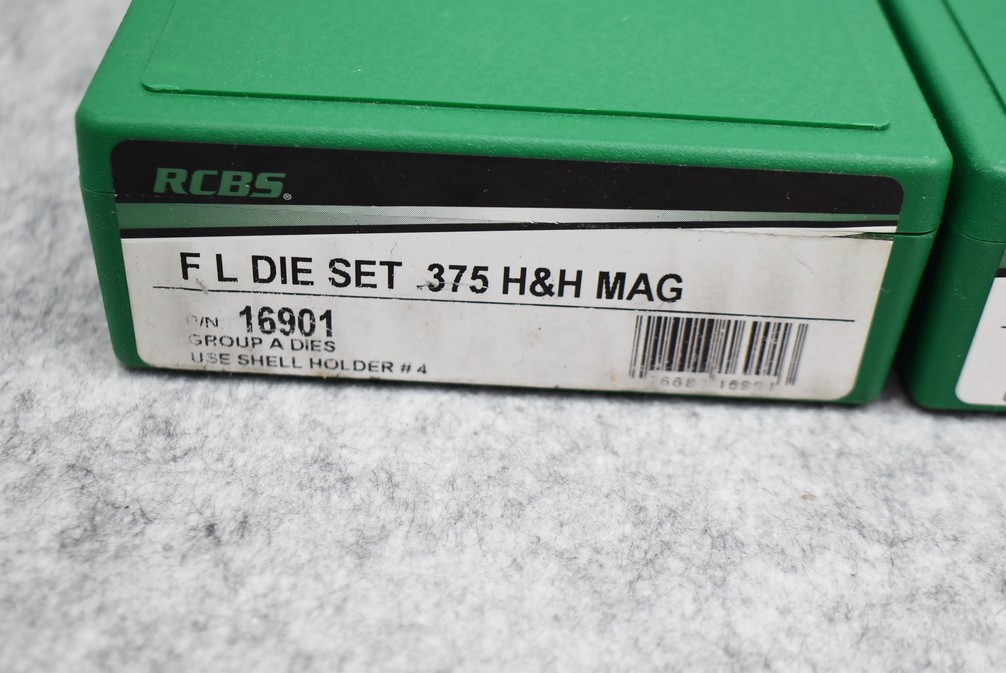 RCBS®
F L DIE SET .375 H&H MAG
P/N: 16901
GROUP A DIES
USE SHELL HOLDER # 4